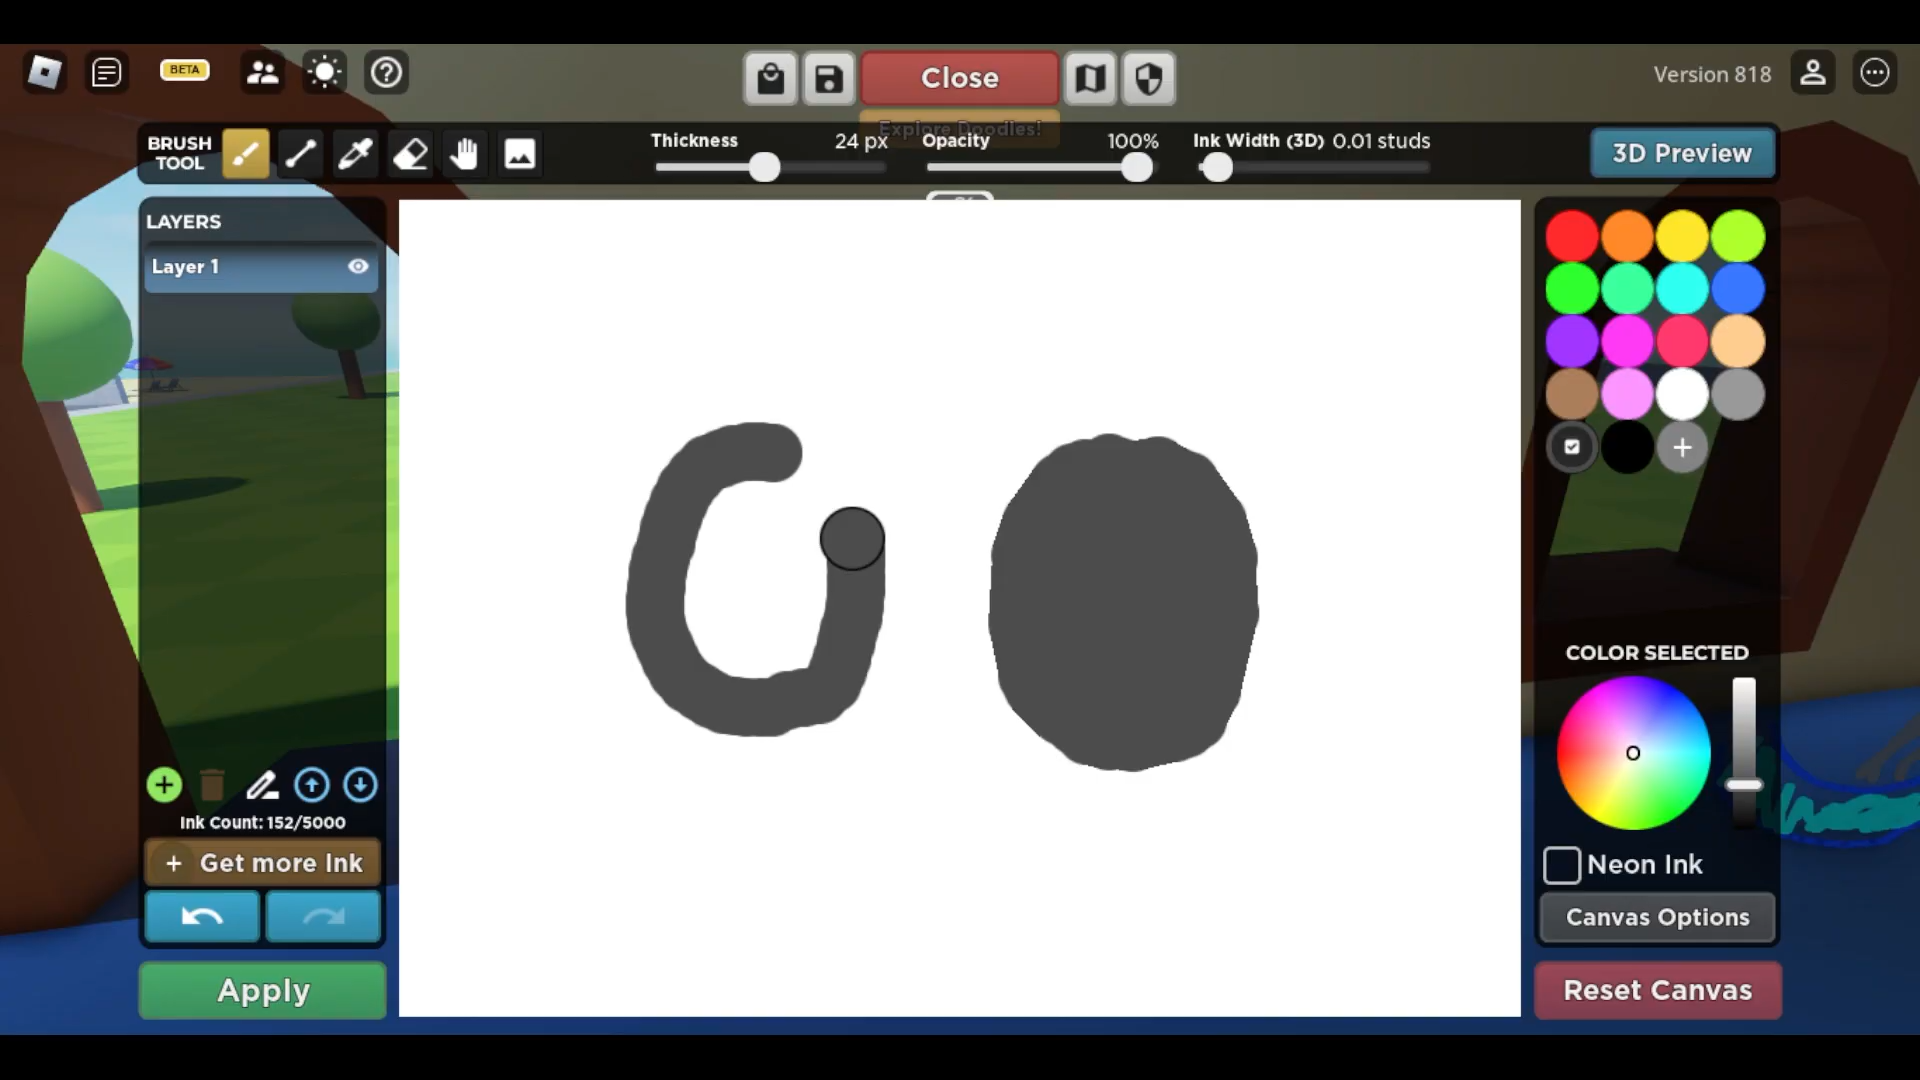 BETA
Close
Version 818
Explore Doodles!
BRUSH
TOOL
Thickness 24 px
Opacity 100%
Ink Width (3D) 0.01 studs
3D Preview
LAYERS
Layer 1
COLOR SELECTED
Ink Count: 152/5000
+ Get more Ink
Neon Ink
Canvas Options
Apply
Reset Canvas